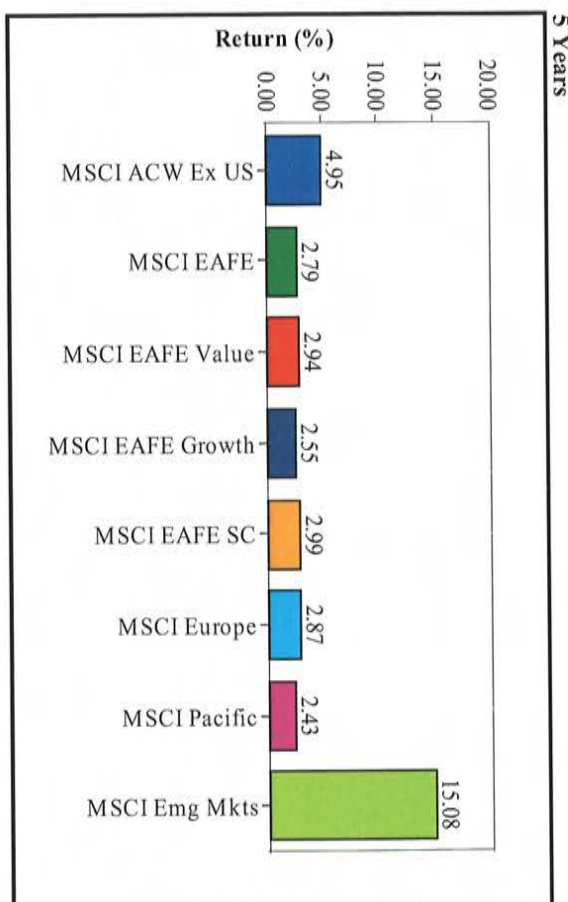 5 Years
Return (%)
20.00
15.00
10.00
5.00
0.00
4.95
2.79
2.94
2.55
2.99
2.87
2.43
15.08
MSCI ACW Ex US
MSCI EAFE
MSCI EAFE Value
MSCI EAFE Growth
MSCI EAFE SC
MSCI Europe
MSCI Pacific
MSCI Emg Mkts